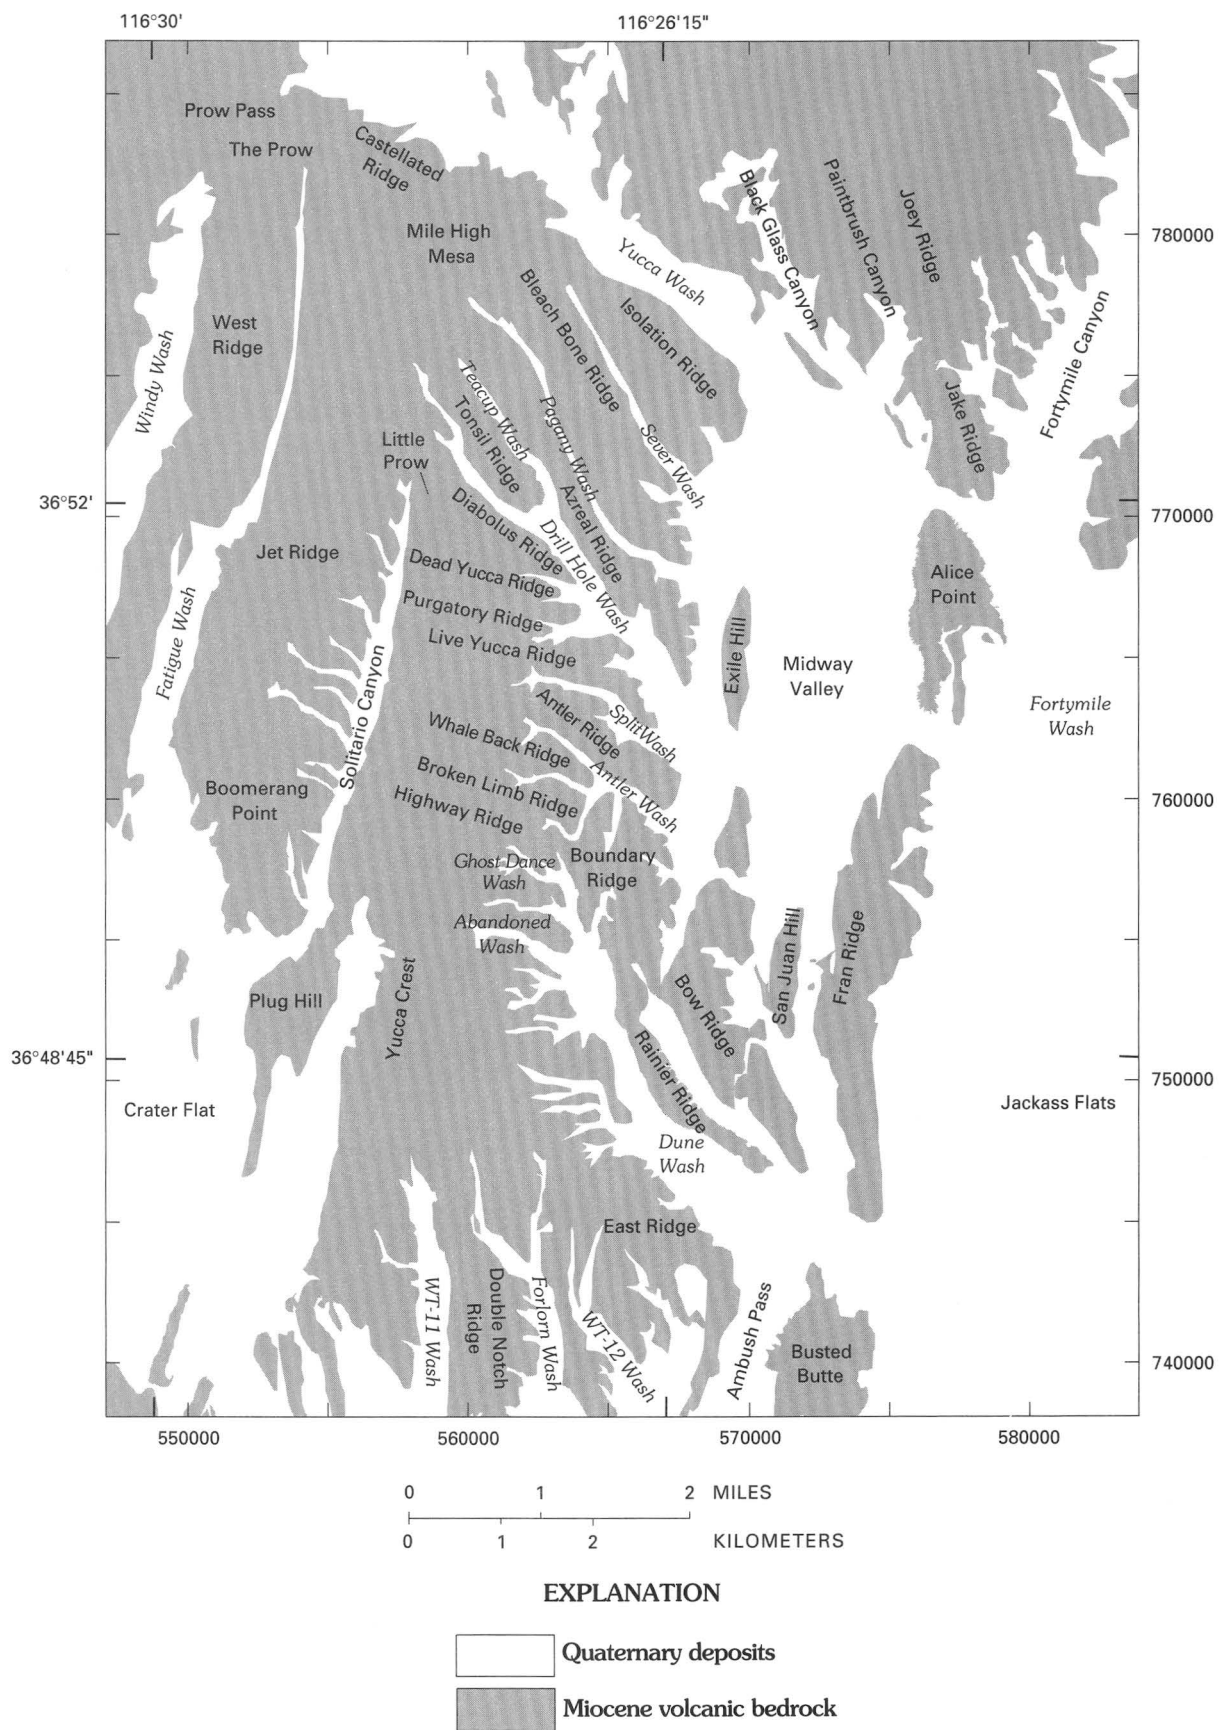 116°30'
116°26'15"
Prow Pass
The Prow
Castellated
Ridge
Mile High
Mesa
Yucca Wash
Black Glass Canyon
Paintbrush Canyon
Joey Ridge
780000
Fortymile Canyon
West
Ridge
Windy Wash
Bleach Bone Ridge
Isolation Ridge
Teacup Wash
Tonsil Ridge
Pagany Wash
Sever Wash
Jake Ridge
Little
Prow
36°52'
770000
Diabolus Ridge
Azreal Ridge
Drill Hole Wash
Jet Ridge
Dead Yucca Ridge
Alice
Point
Purgatory Ridge
Fatigue Wash
Live Yucca Ridge
Exile Hill
Midway
Valley
Solitario Canyon
Fortymile
Wash
Antler Ridge
Split Wash
Whale Back Ridge
Antler Wash
Broken Limb Ridge
Boomerang
Point
760000
Highway Ridge
Ghost Dance
Wash
Boundary
Ridge
Abandoned
Wash
San Juan Hill
Fran Ridge
Plug Hill
Yucca Crest
Bow Ridge
Rainier Ridge
36°48'45"
750000
Crater Flat
Jackass Flats
Dune
Wash
East Ridge
WT-11 Wash
Double Notch
Ridge
Forlorn Wash
WT-12 Wash
Ambush Pass
Busted
Butte
740000
550000
560000
570000
580000
0 1 2 MILES
0 1 2 KILOMETERS
EXPLANATION
Quaternary deposits
Miocene volcanic bedrock